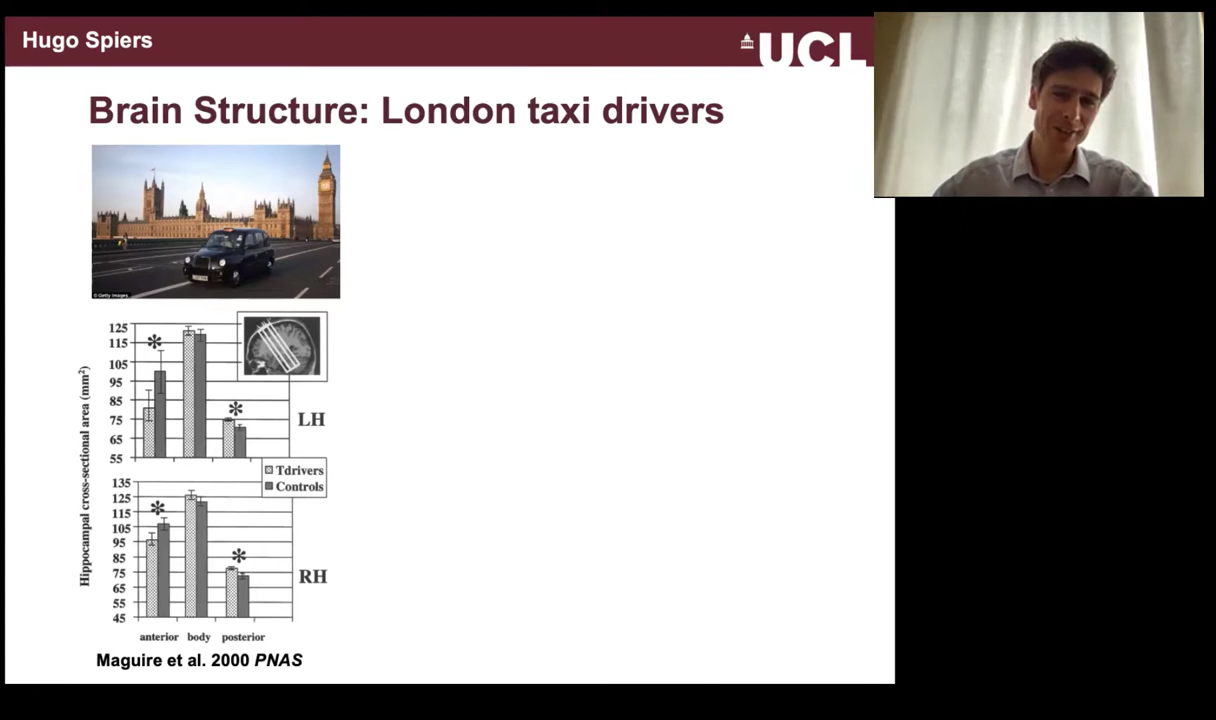 Hugo Spiers
UCL
Brain Structure: London taxi drivers
© Getty Images
125
115
105
95
85
75
65
55
*
*
LH
Tdrivers
Controls
Hippocampal cross-sectional area (mm²)
135
125
115
105
95
85
75
65
55
45
*
*
RH
anterior body posterior
Maguire et al. 2000 PNAS